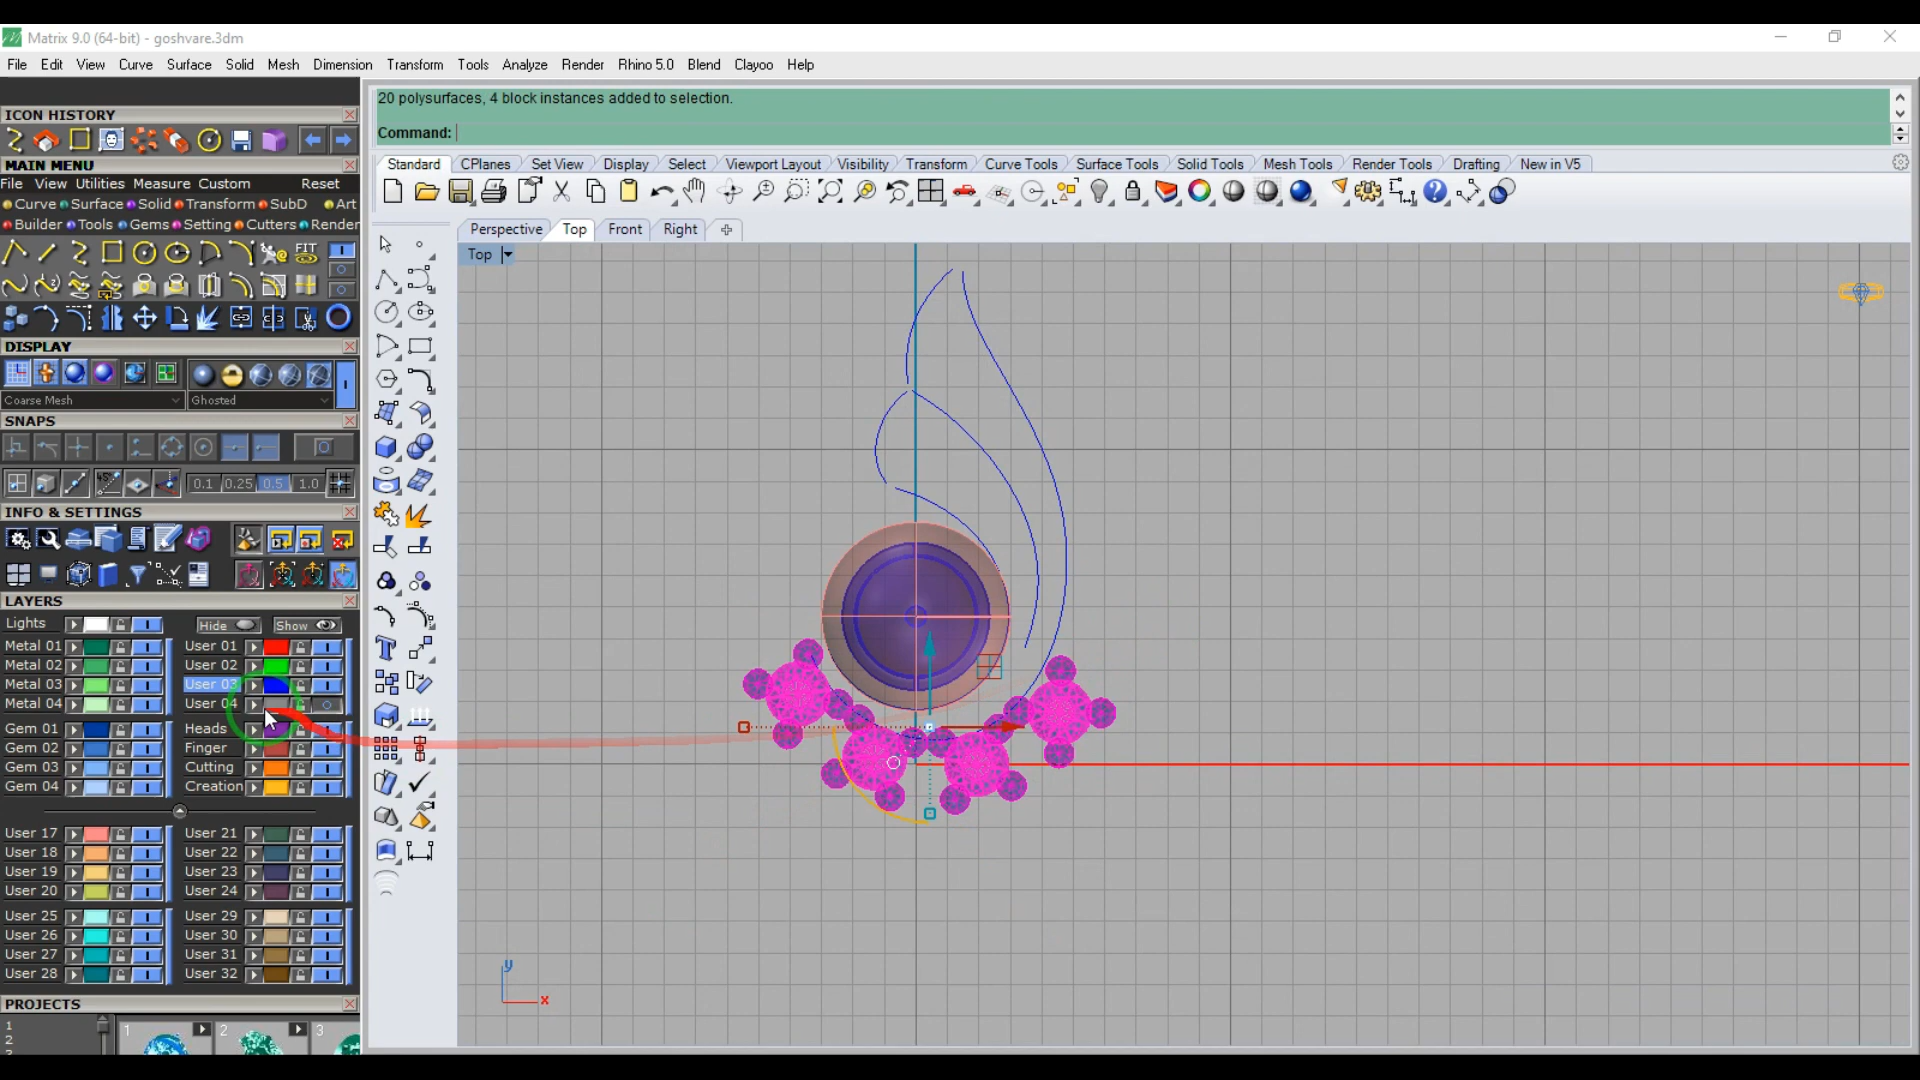 Matrix 9.0 (64-bit) - goshvare.3dm
File Edit View Curve Surface Solid Mesh Dimension Transform Tools Analyze Render Rhino 5.0 Blend Clayoo Help
20 polysurfaces, 4 block instances added to selection.
Command:
ICON HISTORY
MAIN MENU
File View Utilities Measure Custom Reset
Curve Surface Solid Transform SubD Art
Builder Tools Gems Setting Cutters Render
FIT
Standard CPlanes Set View Display Select Viewport Layout Visibility Transform Curve Tools Surface Tools Solid Tools Mesh Tools Render Tools Drafting New in V5
Perspective Top Front Right
Top
DISPLAY
Coarse Mesh Ghosted
SNAPS
0.1 0.25 0.5 1.0
INFO & SETTINGS
LAYERS
Lights Hide Show
Metal 01 User 01
Metal 02 User 02
Metal 03 User 03
Metal 04 User 04
Gem 01 Heads
Gem 02 Finger
Gem 03 Cutting
Gem 04 Creation
User 17 User 21
User 18 User 22
User 19 User 23
User 20 User 24
User 25 User 29
User 26 User 30
User 27 User 31
User 28 User 32
PROJECTS
1 2 3
1
2
y
x